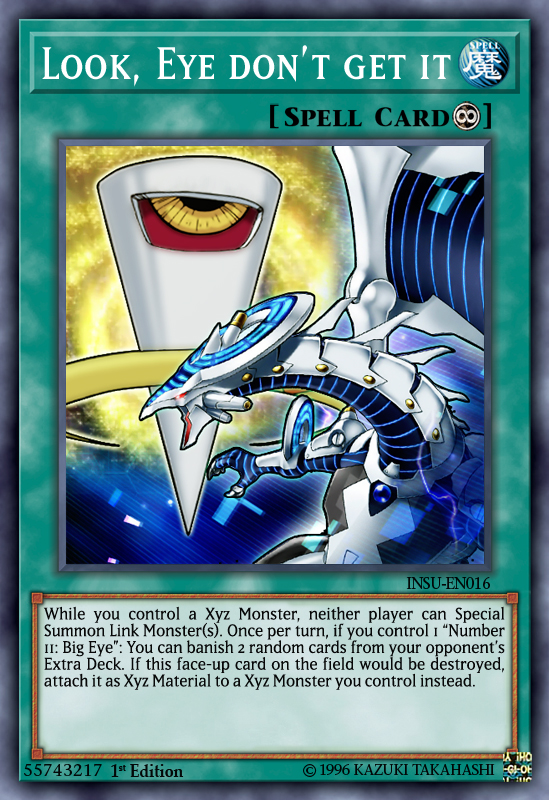 LOOK, EYE DON'T GET IT
SPELL
魔
[SPELL CARD♾]
INSU-EN016
While you control a Xyz Monster, neither player can Special
Summon Link Monster(s). Once per turn, if you control 1 “Number
11: Big Eye”: You can banish 2 random cards from your opponent's
Extra Deck. If this face-up card on the field would be destroyed,
attach it as Xyz Material to a Xyz Monster you control instead.
55743217 1st Edition © 1996 KAZUKI TAKAHASHI